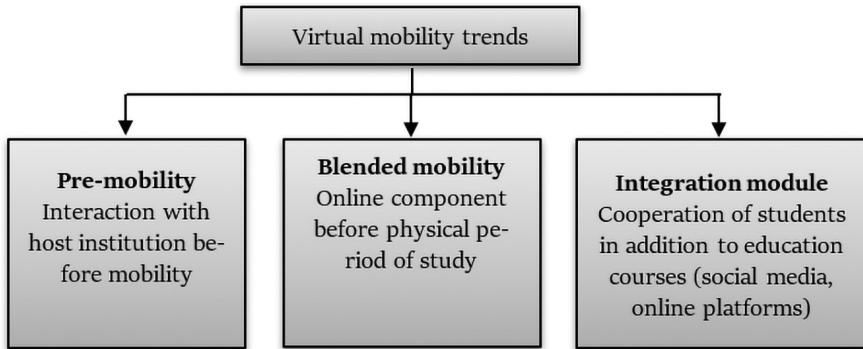 Virtual mobility trends
Pre-mobility
Interaction with
host institution be-
fore mobility
Blended mobility
Online component
before physical pe-
riod of study
Integration module
Cooperation of students
in addition to education
courses (social media,
online platforms)